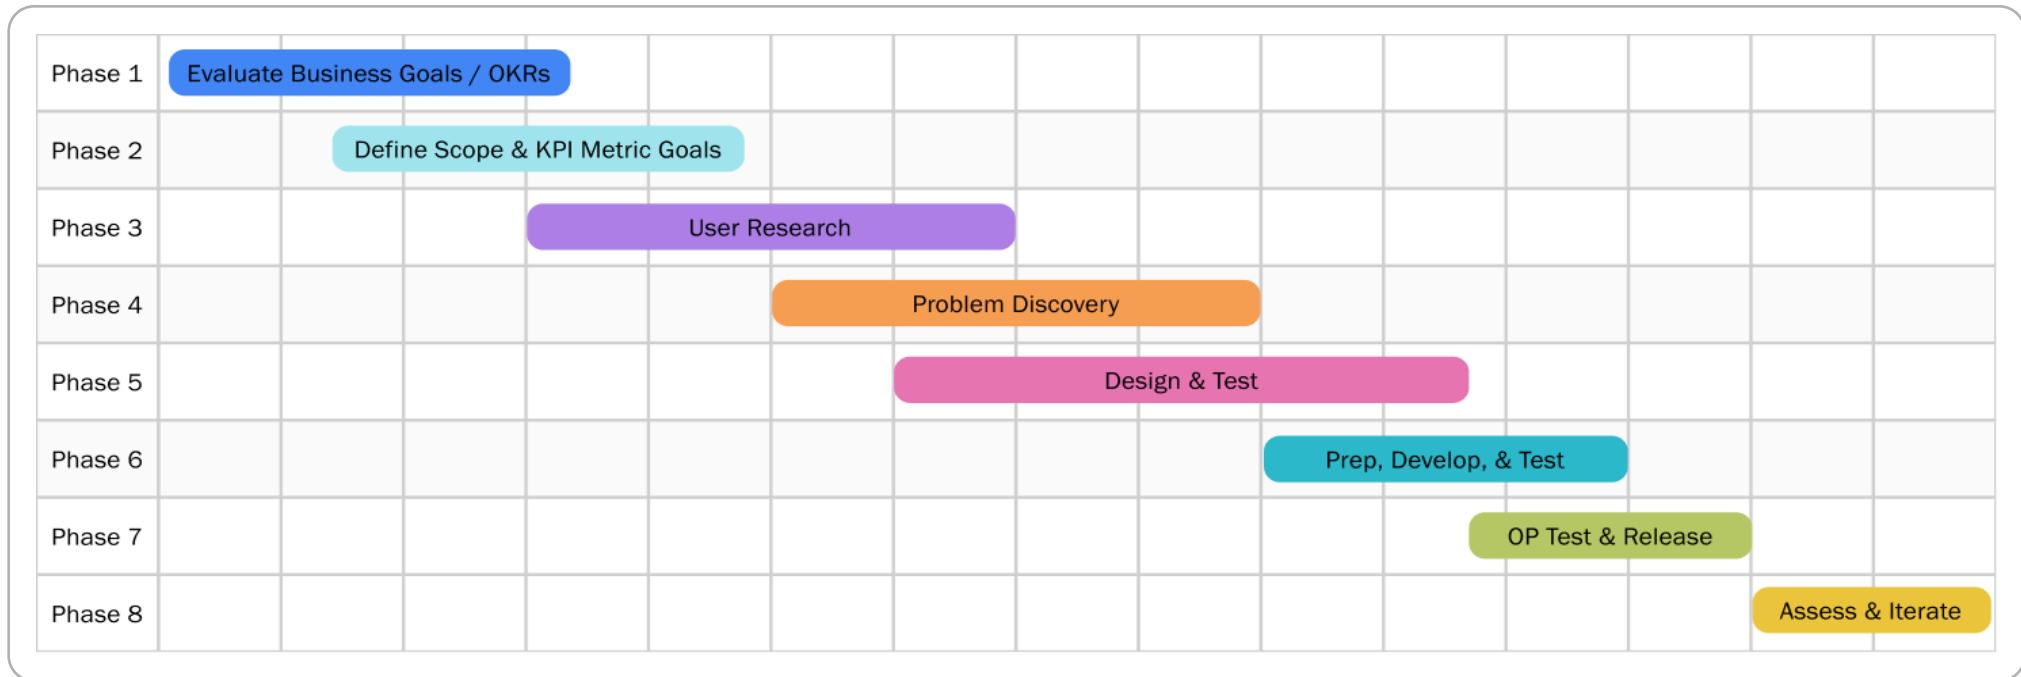 Phase 1 Evaluate Business Goals / OKRs
Phase 2 Define Scope & KPI Metric Goals
Phase 3 User Research
Phase 4 Problem Discovery
Phase 5 Design & Test
Phase 6 Prep, Develop, & Test
Phase 7 OP Test & Release
Phase 8 Assess & Iterate